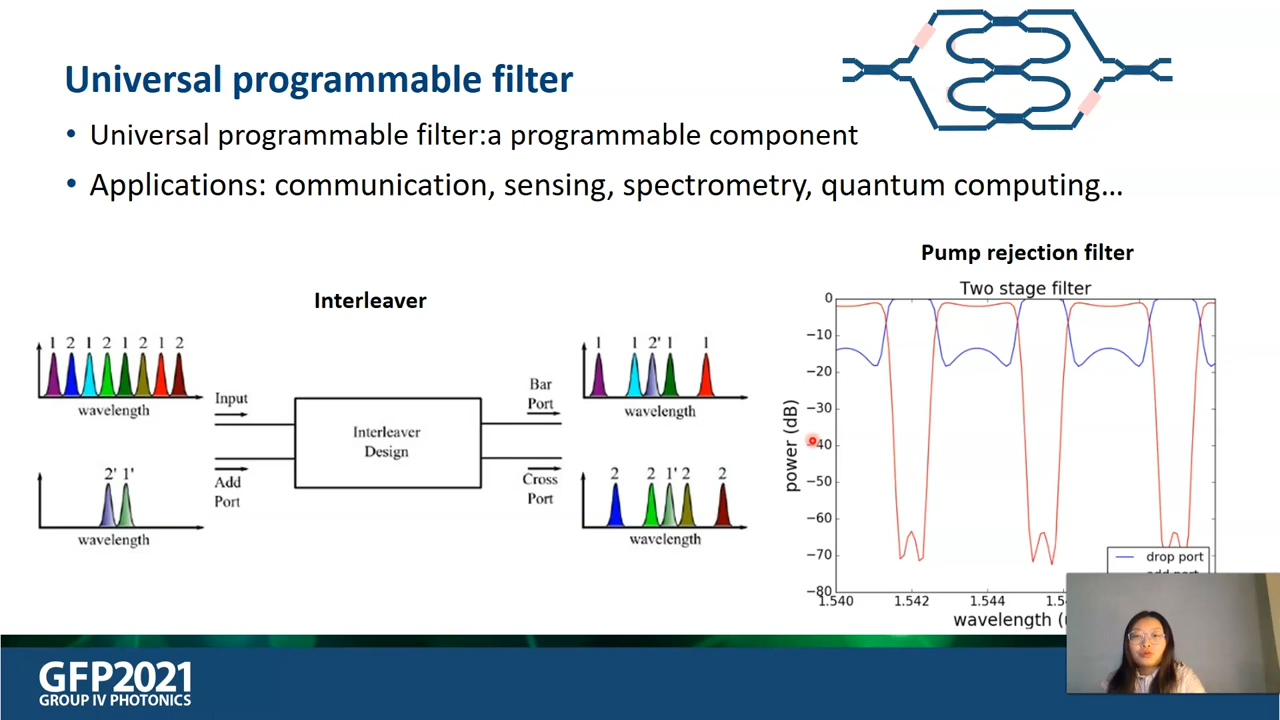 Universal programmable filter
• Universal programmable filter:a programmable component
• Applications: communication, sensing, spectrometry, quantum computing...
Interleaver
1 2 1 2 1 2 1 2
wavelength
2' 1'
wavelength
Input
Add
Port
Interleaver
Design
Bar
Port
Cross
Port
1 1 2' 1 1
wavelength
2 2 1' 2 2
wavelength
Pump rejection filter
Two stage filter
power (dB)
0
−10
−20
−30
−40
−50
−60
−70
−80
1.540 1.542 1.544
wavelength
drop port
GFP2021
GROUP IV PHOTONICS